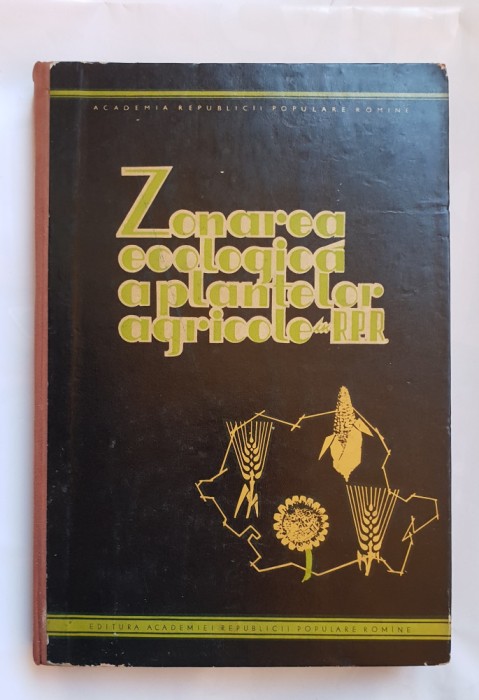 ACADEMIA REPUBLICII POPULARE ROMÎNE
Zonarea
ecologică
a plantelor
agricole în R.P.R.
EDITURA ACADEMIEI REPUBLICII POPULARE ROMÎNE